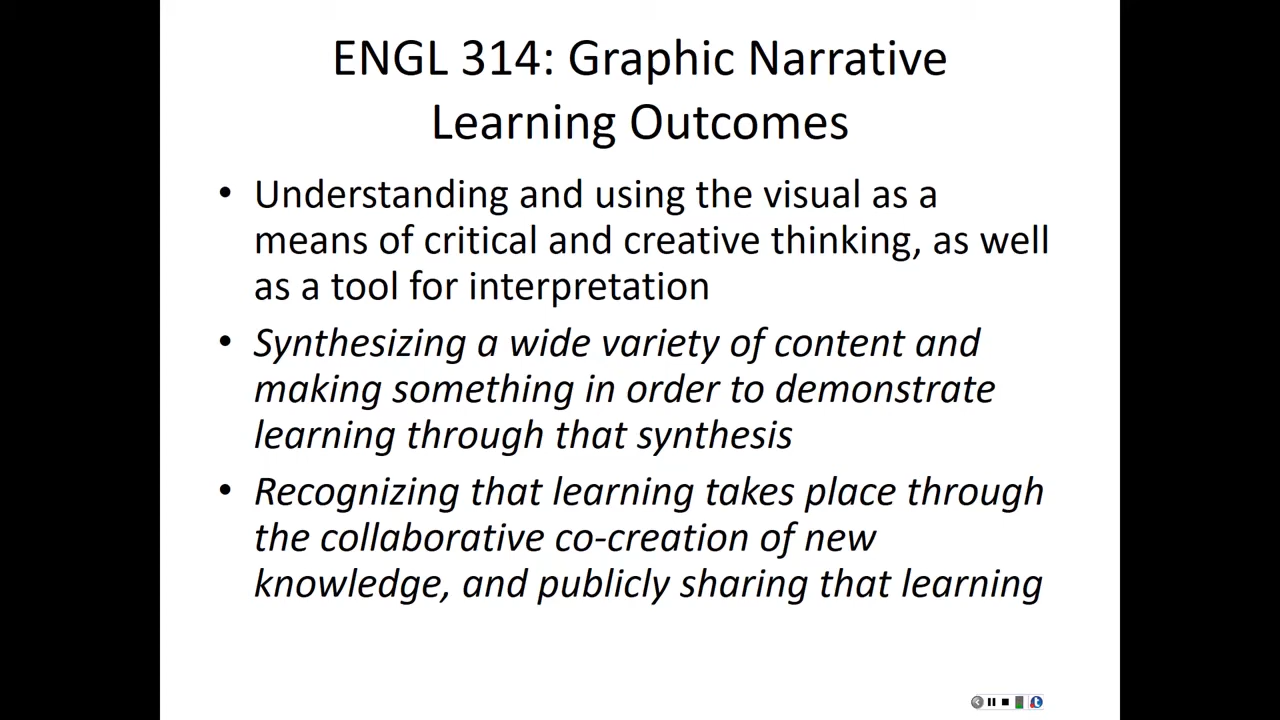 ENGL 314: Graphic Narrative
Learning Outcomes
• Understanding and using the visual as a
means of critical and creative thinking, as well
as a tool for interpretation
• Synthesizing a wide variety of content and
making something in order to demonstrate
learning through that synthesis
• Recognizing that learning takes place through
the collaborative co-creation of new
knowledge, and publicly sharing that learning